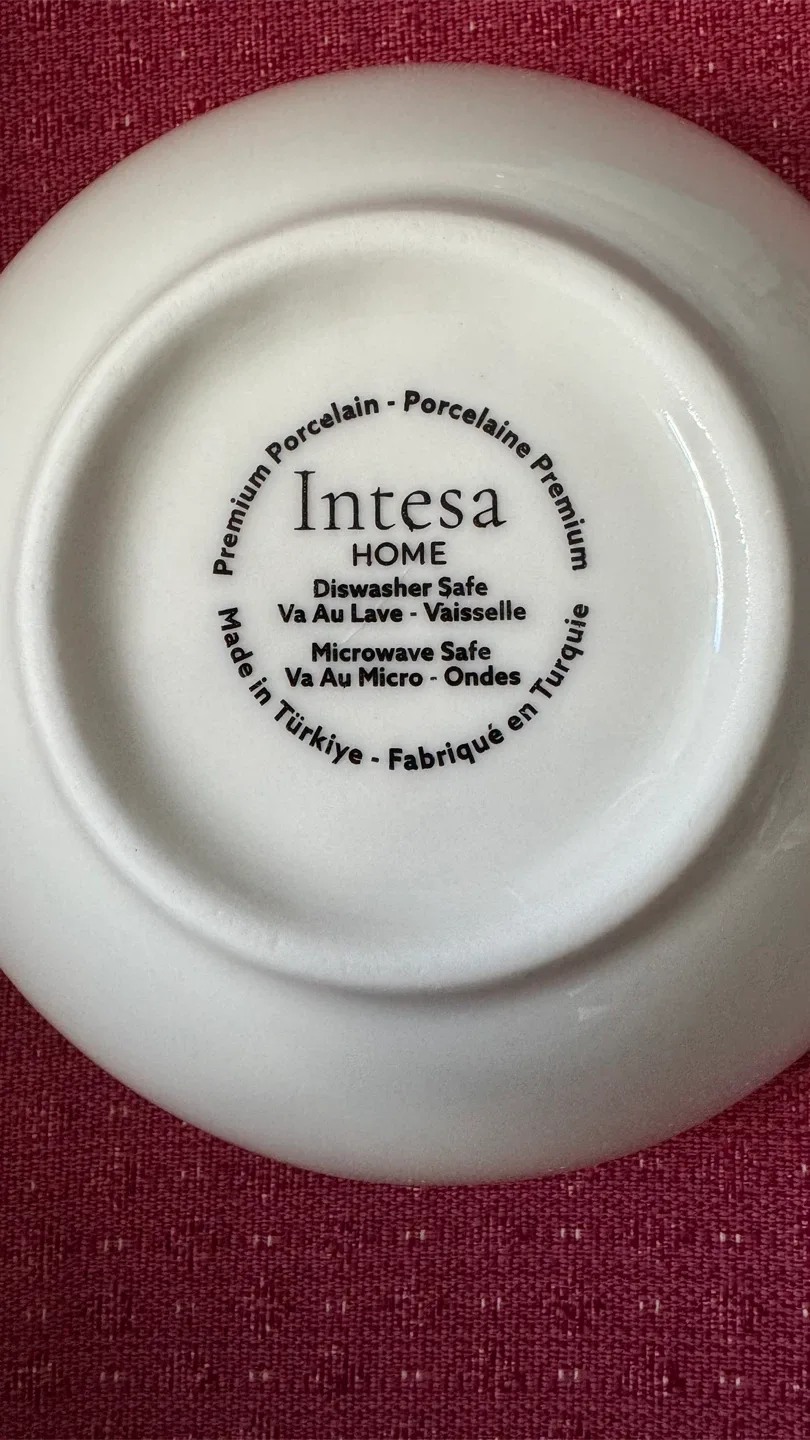 Premium Porcelain - Porcelaine Premium
Intesa
HOME
Diswasher Safe
Va Au Lave - Vaisselle
Microwave Safe
Va Au Micro - Ondes
Made in Türkiye - Fabriqué en Turquie